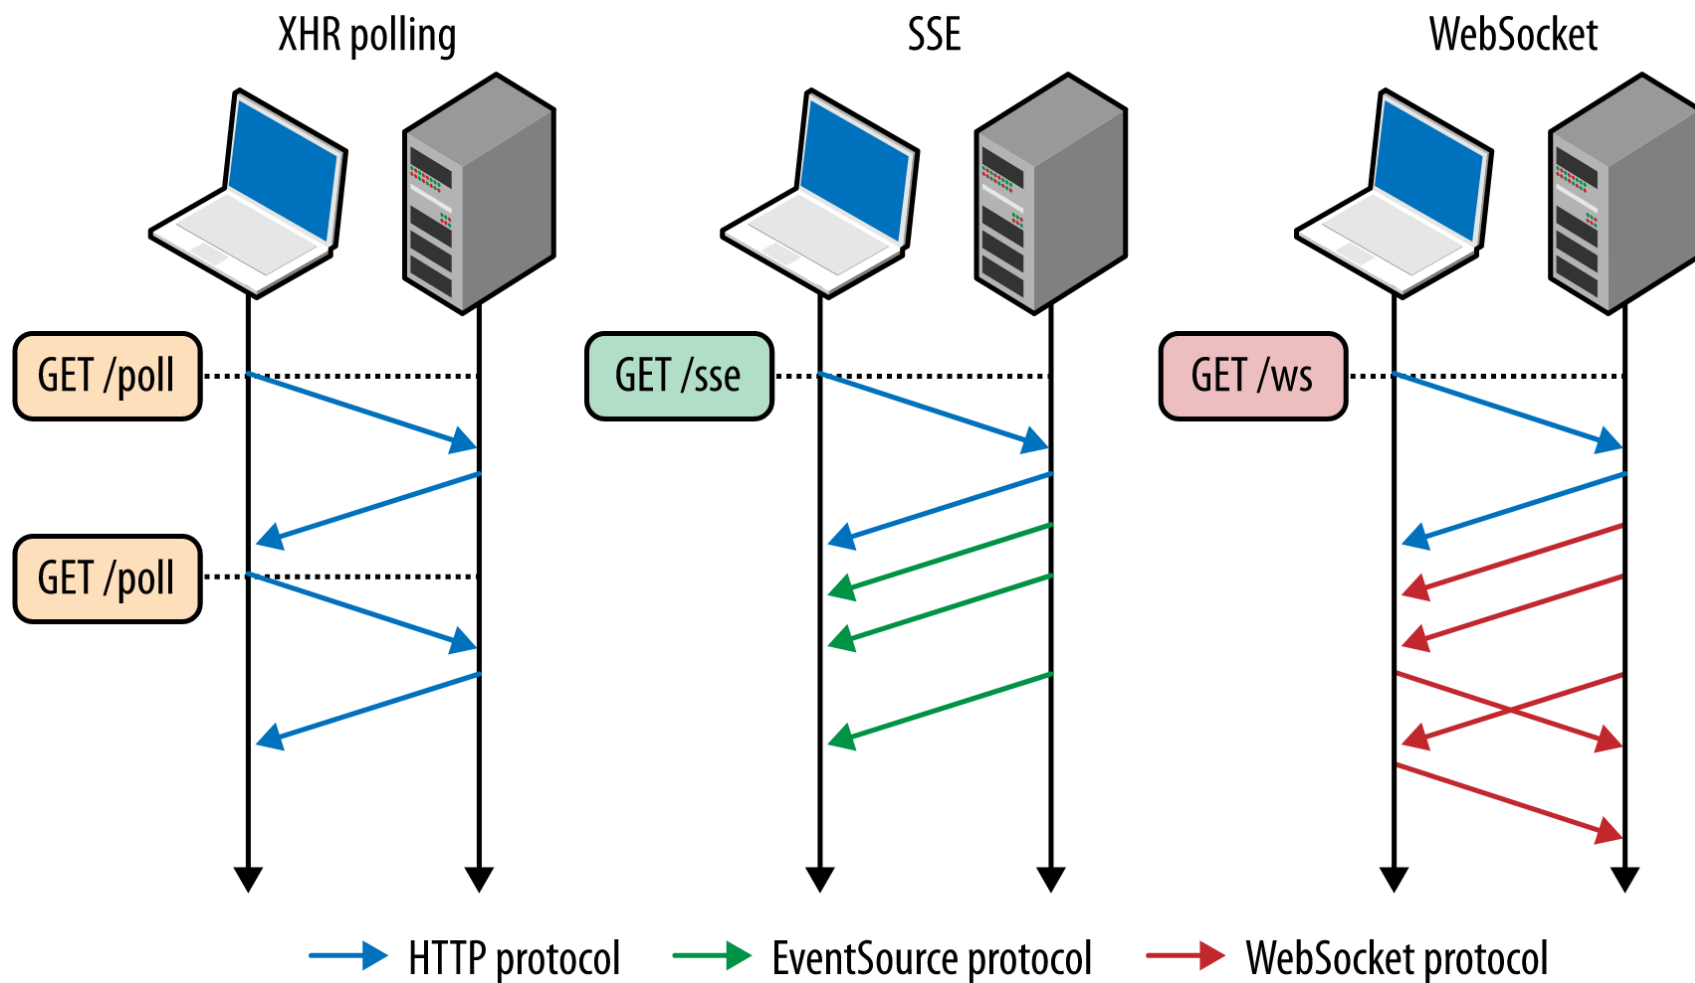 XHR polling
SSE
WebSocket
GET /poll
GET /sse
GET /ws
GET /poll
HTTP protocol
EventSource protocol
WebSocket protocol